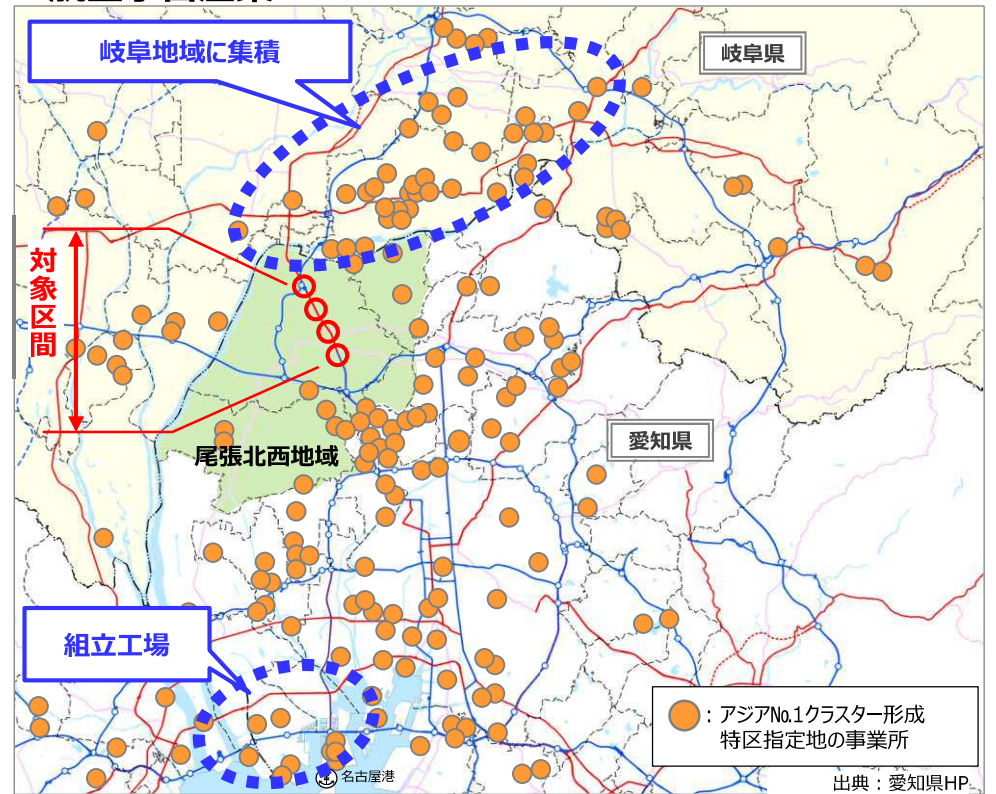 岐阜地域に集積
岐阜県
対象区間
愛知県
尾張北西地域
組立工場
：アジア№1クラスター形成
特区指定地の事業所
名古屋港
出典：愛知県HP